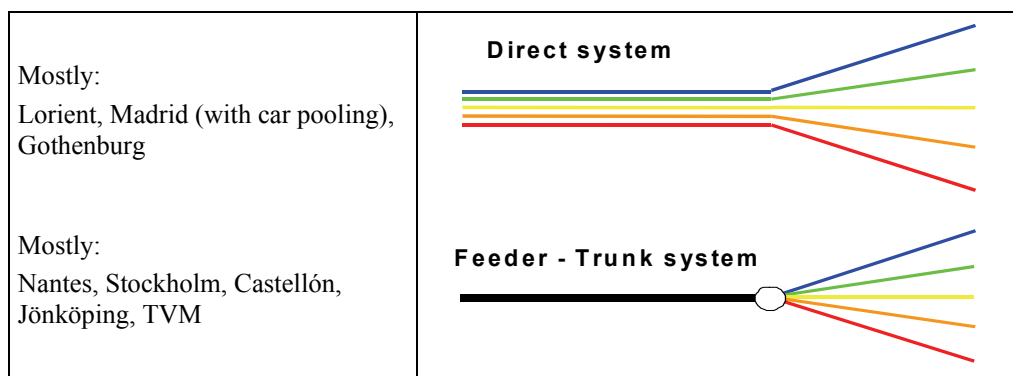 Mostly:
Lorient, Madrid (with car pooling),
Gothenburg
Direct system
Mostly:
Nantes, Stockholm, Castellón,
Jönköping, TVM
Feeder - Trunk system